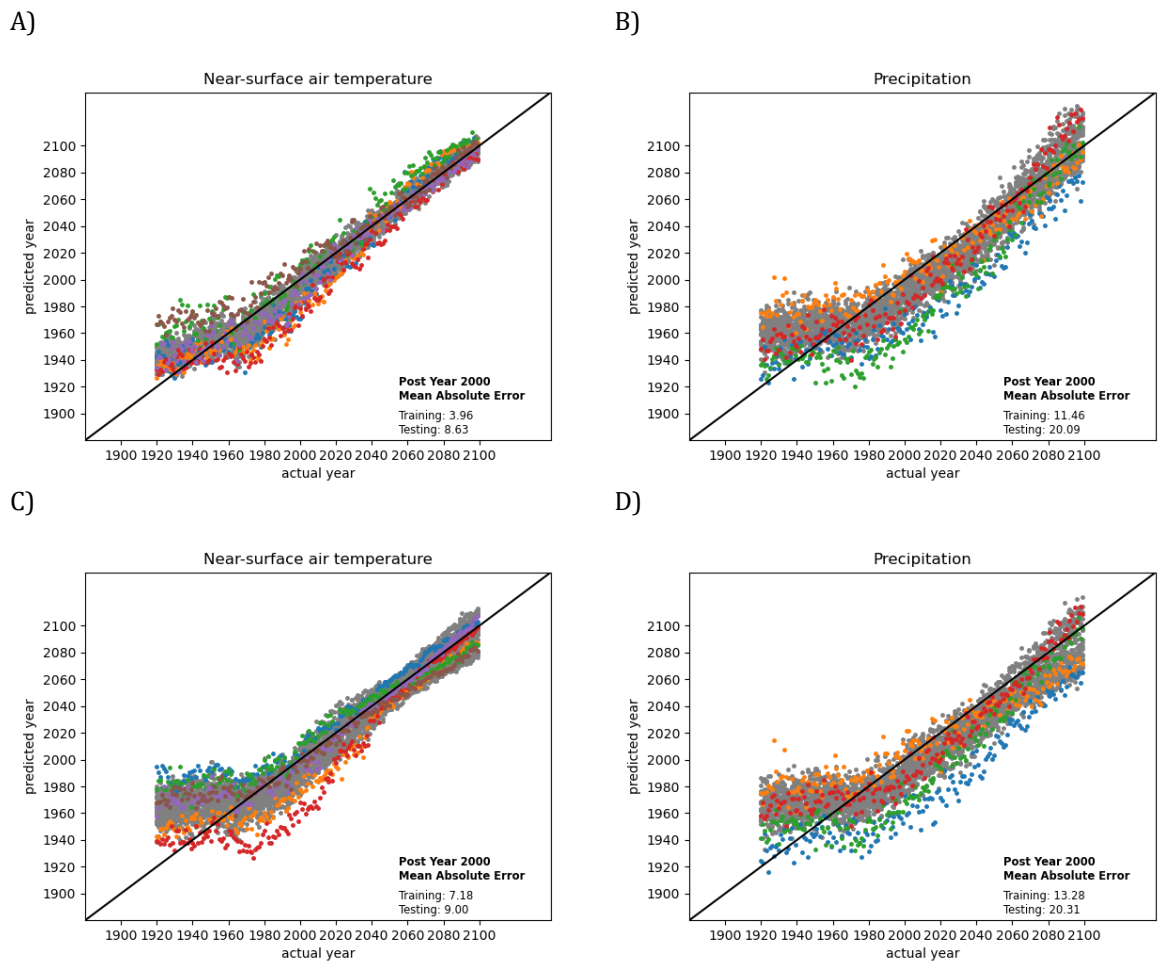 A)
B)
Near-surface air temperature
2100
2080
2060
2040
2020
2000
1980
1960
1940
1920
1900
predicted year
Post Year 2000
Mean Absolute Error
Training: 3.96
Testing: 8.63
1900 1920 1940 1960 1980 2000 2020 2040 2060 2080 2100
actual year
Precipitation
2100
2080
2060
2040
2020
2000
1980
1960
1940
1920
1900
predicted year
Post Year 2000
Mean Absolute Error
Training: 11.46
Testing: 20.09
1900 1920 1940 1960 1980 2000 2020 2040 2060 2080 2100
actual year
C)
D)
Near-surface air temperature
2100
2080
2060
2040
2020
2000
1980
1960
1940
1920
1900
predicted year
Post Year 2000
Mean Absolute Error
Training: 7.18
Testing: 9.00
1900 1920 1940 1960 1980 2000 2020 2040 2060 2080 2100
actual year
Precipitation
2100
2080
2060
2040
2020
2000
1980
1960
1940
1920
1900
predicted year
Post Year 2000
Mean Absolute Error
Training: 13.28
Testing: 20.31
1900 1920 1940 1960 1980 2000 2020 2040 2060 2080 2100
actual year